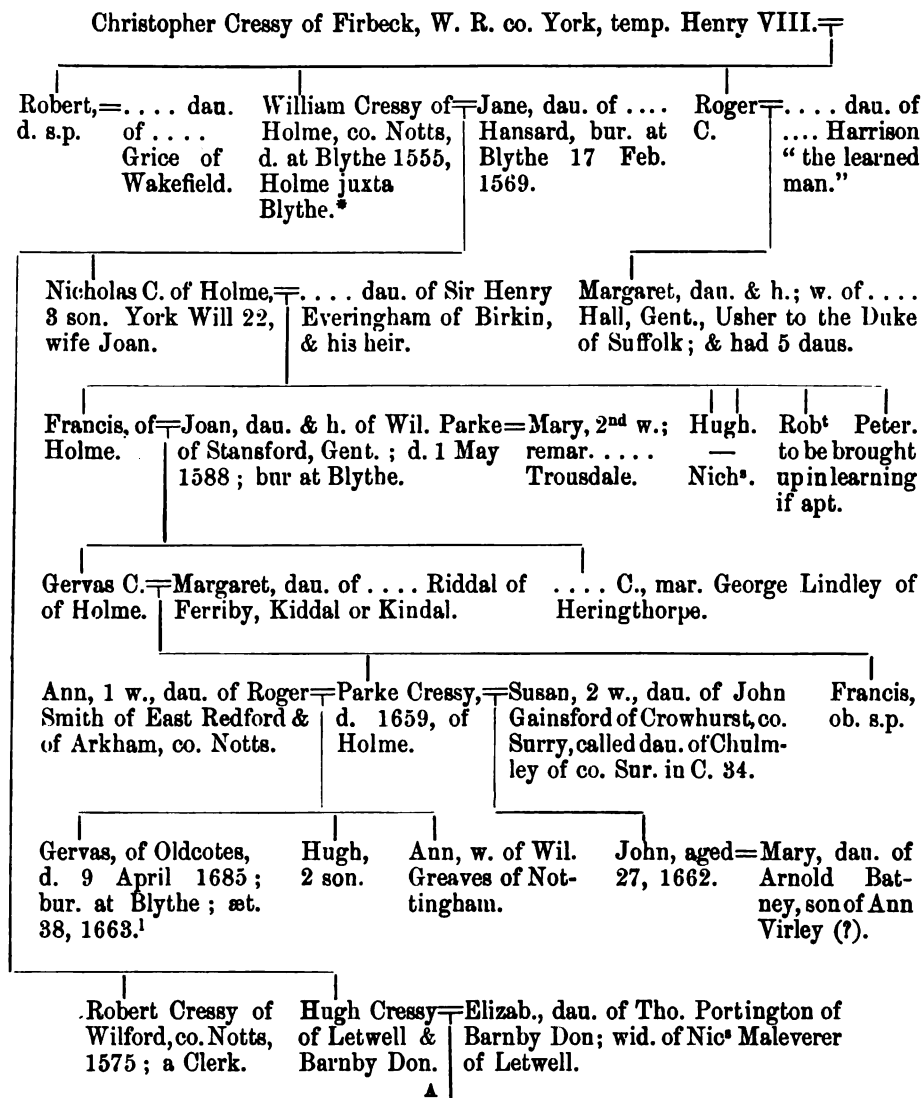 Christopher Cressy of Firbeck, W. R. co. York, temp. Henry VIII.
Robert,=.... dau.
d. s.p. of ....
Grice of
Wakefield.
William Cressy of
Holme, co. Notts,
d. at Blythe 1555,
Holme juxta
Blythe.*
Jane, dau. of ....
Hansard, bur. at
Blythe 17 Feb.
1569.
Roger
C.
.... dau. of
.... Harrison
“ the learned
man.”
Nicholas C. of Holme,
3 son. York Will 22,
wife Joan.
.... dau. of Sir Henry
Everingham of Birkin,
& his heir.
Margaret, dau. & h.; w. of ....
Hall, Gent., Usher to the Duke
of Suffolk; & had 5 daus.
Francis, of
Holme.
Joan, dau. & h. of Wil. Parke
of Stansford, Gent. ; d. 1 May
1588 ; bur at Blythe.
Mary, 2nd w.;
remar. ....
Trousdale.
Hugh.
—
Nichs.
Robt Peter.
to be brought
up in learning
if apt.
Gervas C.
of Holme.
Margaret, dau. of .... Riddal of
Ferriby, Kiddal or Kindal.
.... C., mar. George Lindley of
Heringthorpe.
Ann, 1 w., dau. of Roger
Smith of East Redford &
of Arkham, co. Notts.
Parke Cressy,
d. 1659, of
Holme.
Susan, 2 w., dau. of John
Gainsford of Crowhurst, co.
Surry, called dau. of Chulm-
ley of co. Sur. in C. 34.
Francis,
ob. s.p.
Gervas, of Oldcotes,
d. 9 April 1685 ;
bur. at Blythe ; æt.
38, 1663.1
Hugh,
2 son.
Ann, w. of Wil.
Greaves of Not-
tingham.
John, aged
27, 1662.
Mary, dau. of
Arnold Bat-
ney, son of Ann
Virley (?).
Robert Cressy of
Wilford, co. Notts,
1575 ; a Clerk.
Hugh Cressy
of Letwell &
Barnby Don.
Elizab., dau. of Tho. Portington of
Barnby Don; wid. of Nics Maleverer
of Letwell.
A